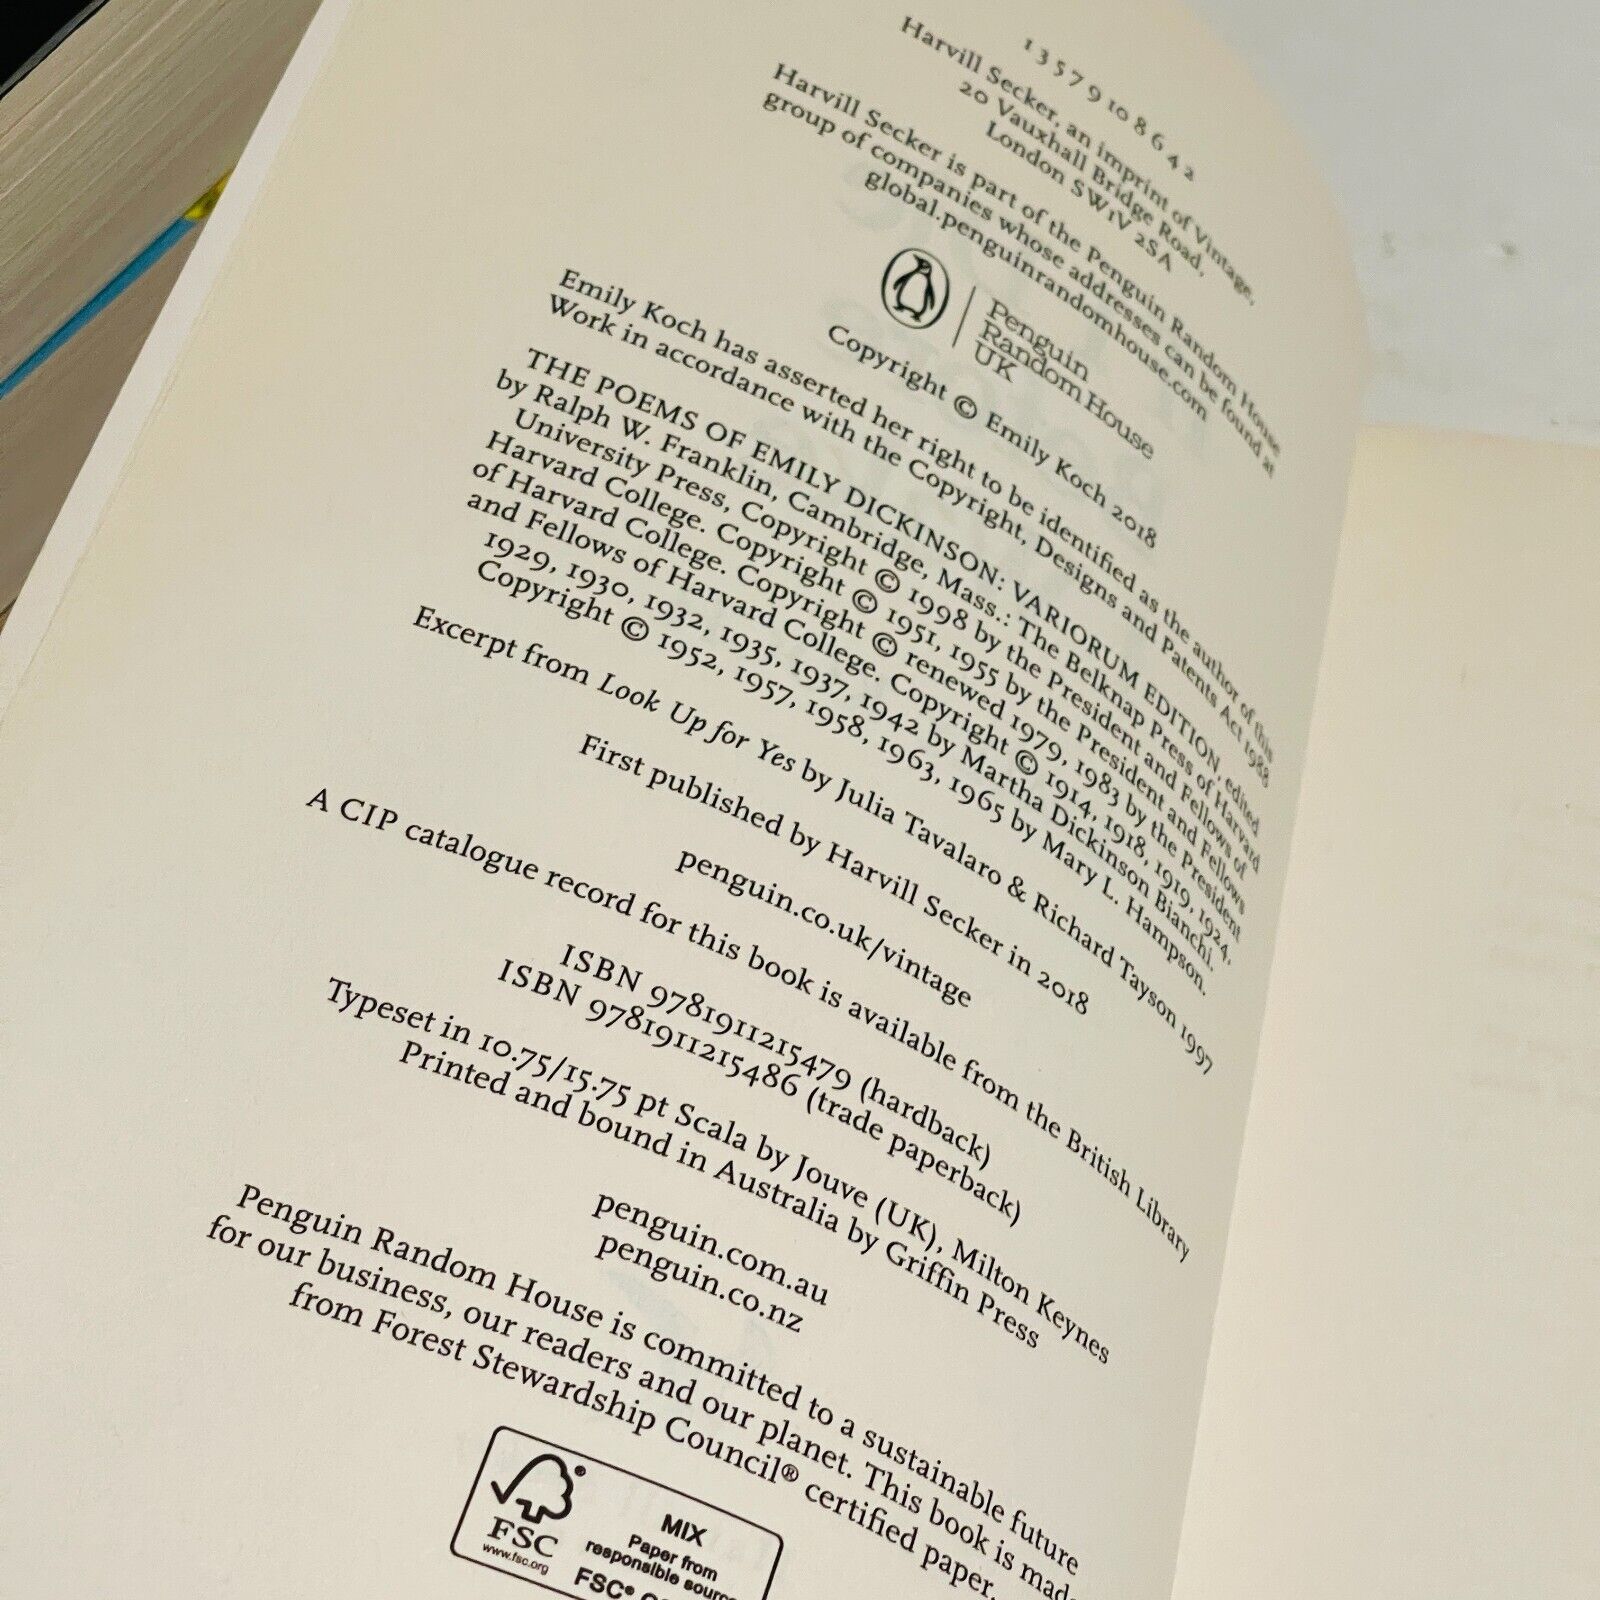 1 3 5 7 9 10 8 6 4 2
Harvill Secker, an imprint of Vintage,
20 Vauxhall Bridge Road,
London SW1V 2SA
Harvill Secker is part of the Penguin Random House
group of companies whose addresses can be found at
global.penguinrandomhouse.com
Penguin
Random House
UK
Copyright © Emily Koch 2018
Emily Koch has asserted her right to be identified as the author of this
Work in accordance with the Copyright, Designs and Patents Act 1988
THE POEMS OF EMILY DICKINSON: VARIORUM EDITION, edited
by Ralph W. Franklin, Cambridge, Mass.: The Belknap Press of Harvard
University Press, Copyright © 1998 by the President and Fellows of
Harvard College. Copyright © 1951, 1955 by the President and Fellows
of Harvard College. Copyright © renewed 1979, 1983 by the President
and Fellows of Harvard College. Copyright © 1914, 1918, 1919, 1924,
1929, 1930, 1932, 1935, 1937, 1942 by Martha Dickinson Bianchi.
Copyright © 1952, 1957, 1958, 1963, 1965 by Mary L. Hampson.
Excerpt from Look Up for Yes by Julia Tavalaro & Richard Tayson 1997
First published by Harvill Secker in 2018
penguin.co.uk/vintage
A CIP catalogue record for this book is available from the British Library
ISBN 9781911215479 (hardback)
ISBN 9781911215486 (trade paperback)
Typeset in 10.75/15.75 pt Scala by Jouve (UK), Milton Keynes
Printed and bound in Australia by Griffin Press
penguin.com.au
penguin.co.nz
Penguin Random House is committed to a sustainable future
for our business, our readers and our planet. This book is made
from Forest Stewardship Council® certified paper.
FSC
www.fsc.org
MIX
Paper from
responsible
FSC®